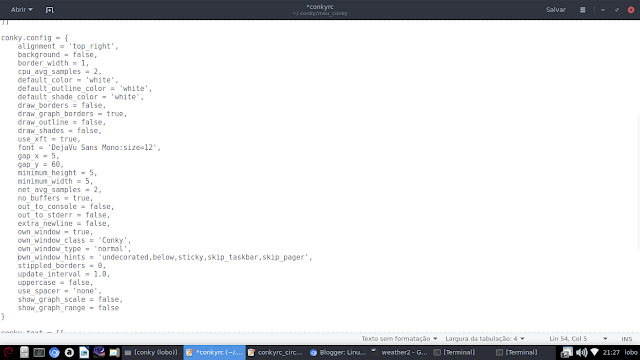 Abrir
*conkyrc
~/.conky/meu_conky
Salvar
]]
conky.config = {
alignment = 'top_right',
background = false,
border_width = 1,
cpu_avg_samples = 2,
default_color = 'white',
default_outline_color = 'white',
default_shade_color = 'white',
draw_borders = false,
draw_graph_borders = true,
draw_outline = false,
draw_shades = false,
use_xft = true,
font = 'DejaVu Sans Mono:size=12',
gap_x = 5,
gap_y = 60,
minimum_height = 5,
minimum_width = 5,
net_avg_samples = 2,
no_buffers = true,
out_to_console = false,
out_to_stderr = false,
extra_newline = false,
own_window = true,
own_window_class = 'Conky',
own_window_type = 'normal',
own_window_hints = 'undecorated,below,sticky,skip_taskbar,skip_pager',
stippled_borders = 0,
update_interval = 1.0,
uppercase = false,
use_spacer = 'none',
show_graph_scale = false,
show_graph_range = false
}
conky.text = [[
Texto sem formatação
Largura da tabulação: 4
Lin 54, Col 5
INS
[conky (lobo)]
*conkyrc (~/...
conkyrc_circ...
Blogger: Linu...
weather2 - G...
[Terminal]
[Terminal]
21:27
lobo